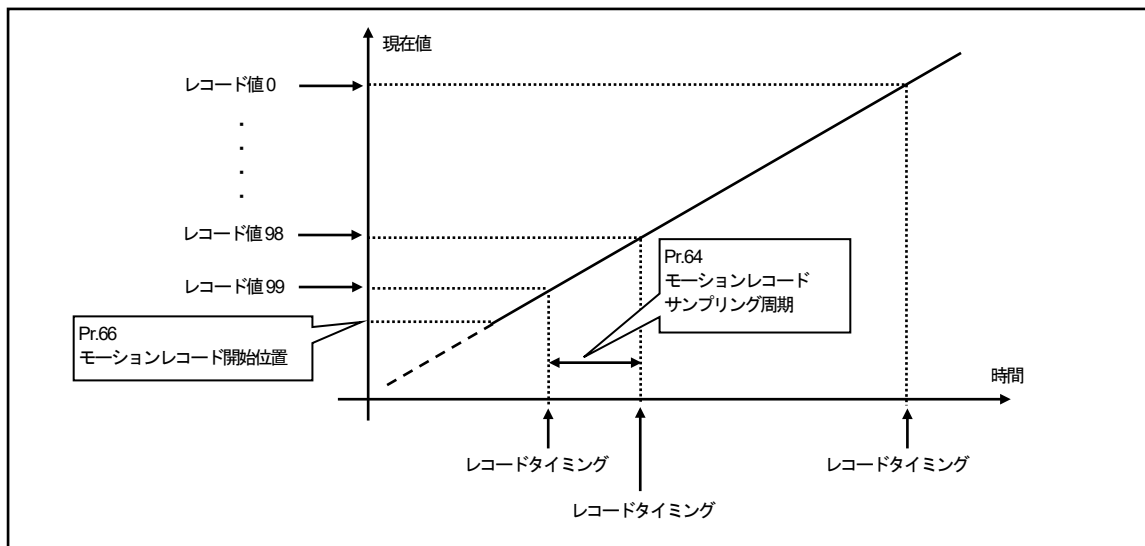 現在値
レコード値 0
・
・
・
・
レコード値 98
レコード値 99
Pr.64
モーションレコード
サンプリング周期
Pr.66
モーションレコード開始位置
時間
レコードタイミング
レコードタイミング
レコードタイミング